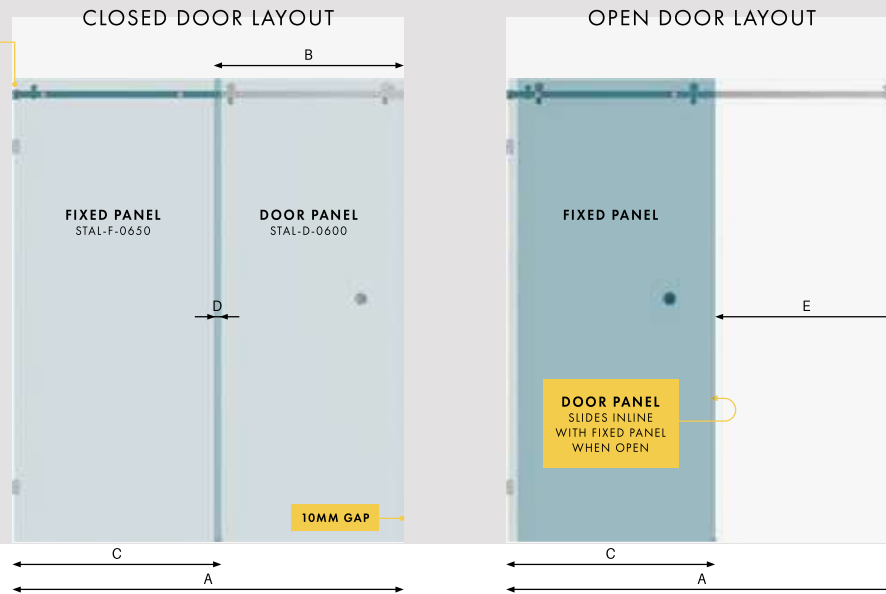 CLOSED DOOR LAYOUT
B
FIXED PANEL
STAL-F-0650
DOOR PANEL
STAL-D-0600
D
10MM GAP
C
A
OPEN DOOR LAYOUT
FIXED PANEL
E
DOOR PANEL
SLIDES INLINE
WITH FIXED PANEL
WHEN OPEN
C
A